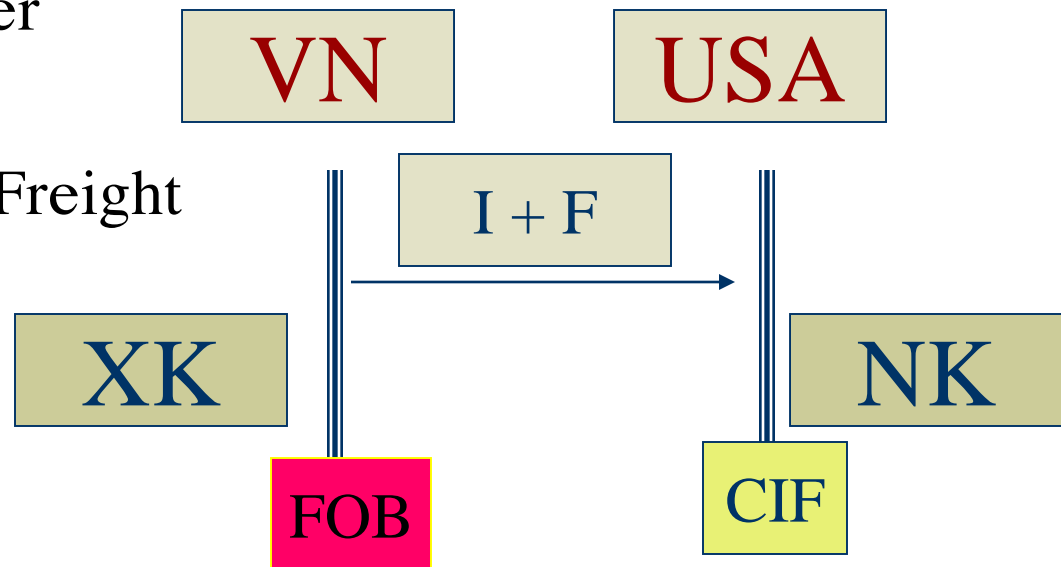 er
VN
USA
Freight
I + F
XK
NK
FOB
CIF